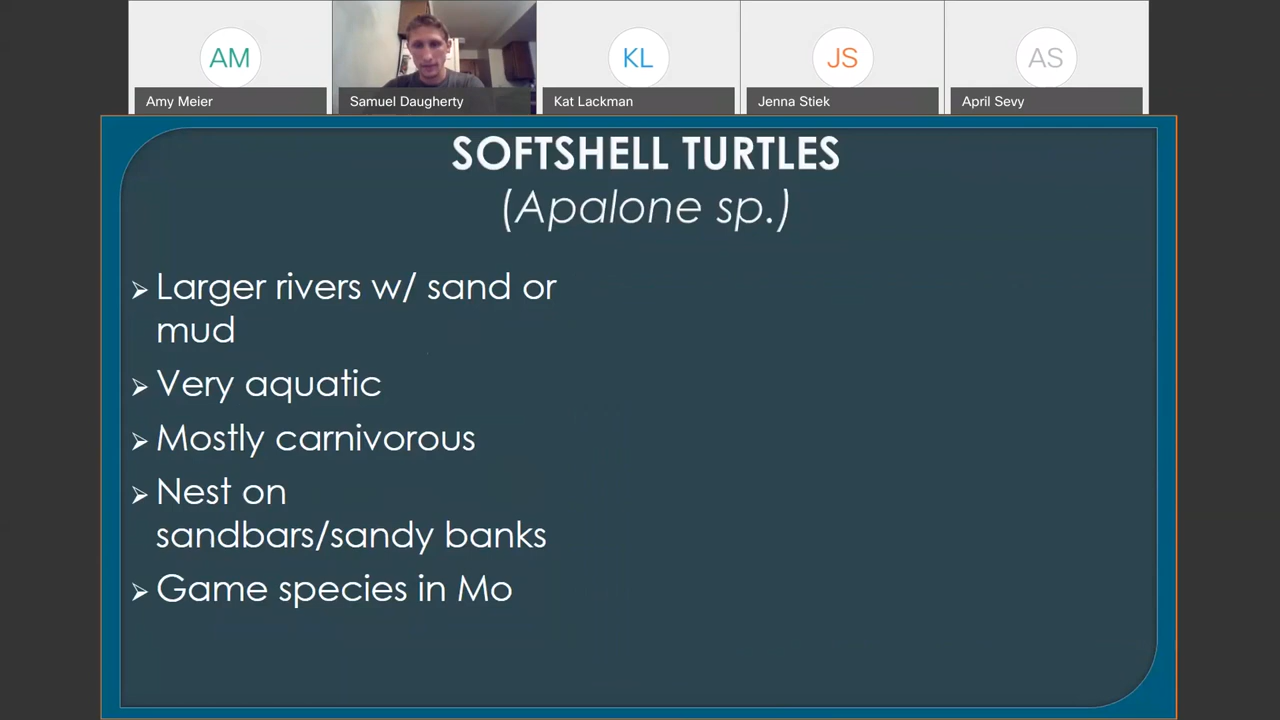 AM
KL
JS
AS
Amy Meier
Samuel Daugherty
Kat Lackman
Jenna Stiek
April Sevy
SOFTSHELL TURTLES
(Apalone sp.)
➢ Larger rivers w/ sand or
mud
➢ Very aquatic
➢ Mostly carnivorous
➢ Nest on
sandbars/sandy banks
➢ Game species in Mo